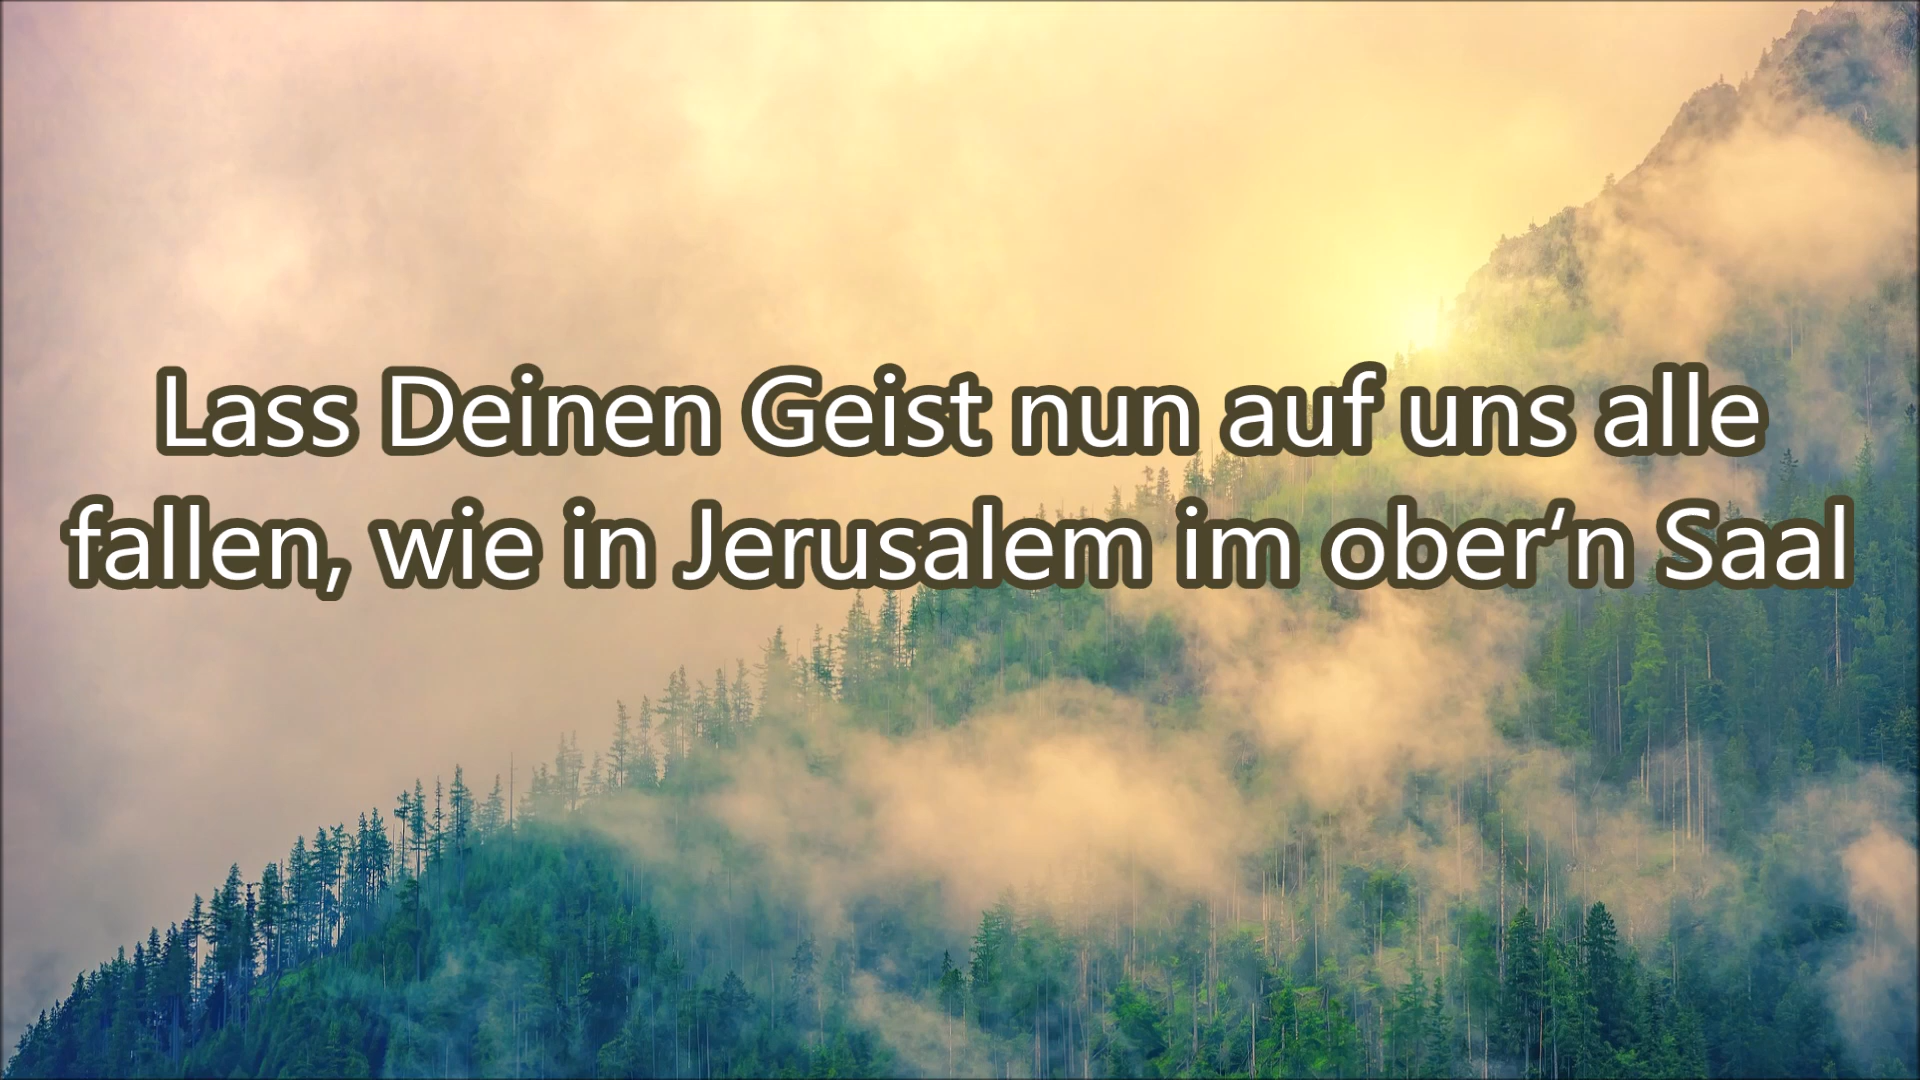 Lass Deinen Geist nun auf uns alle
fallen, wie in Jerusalem im ober‘n Saal